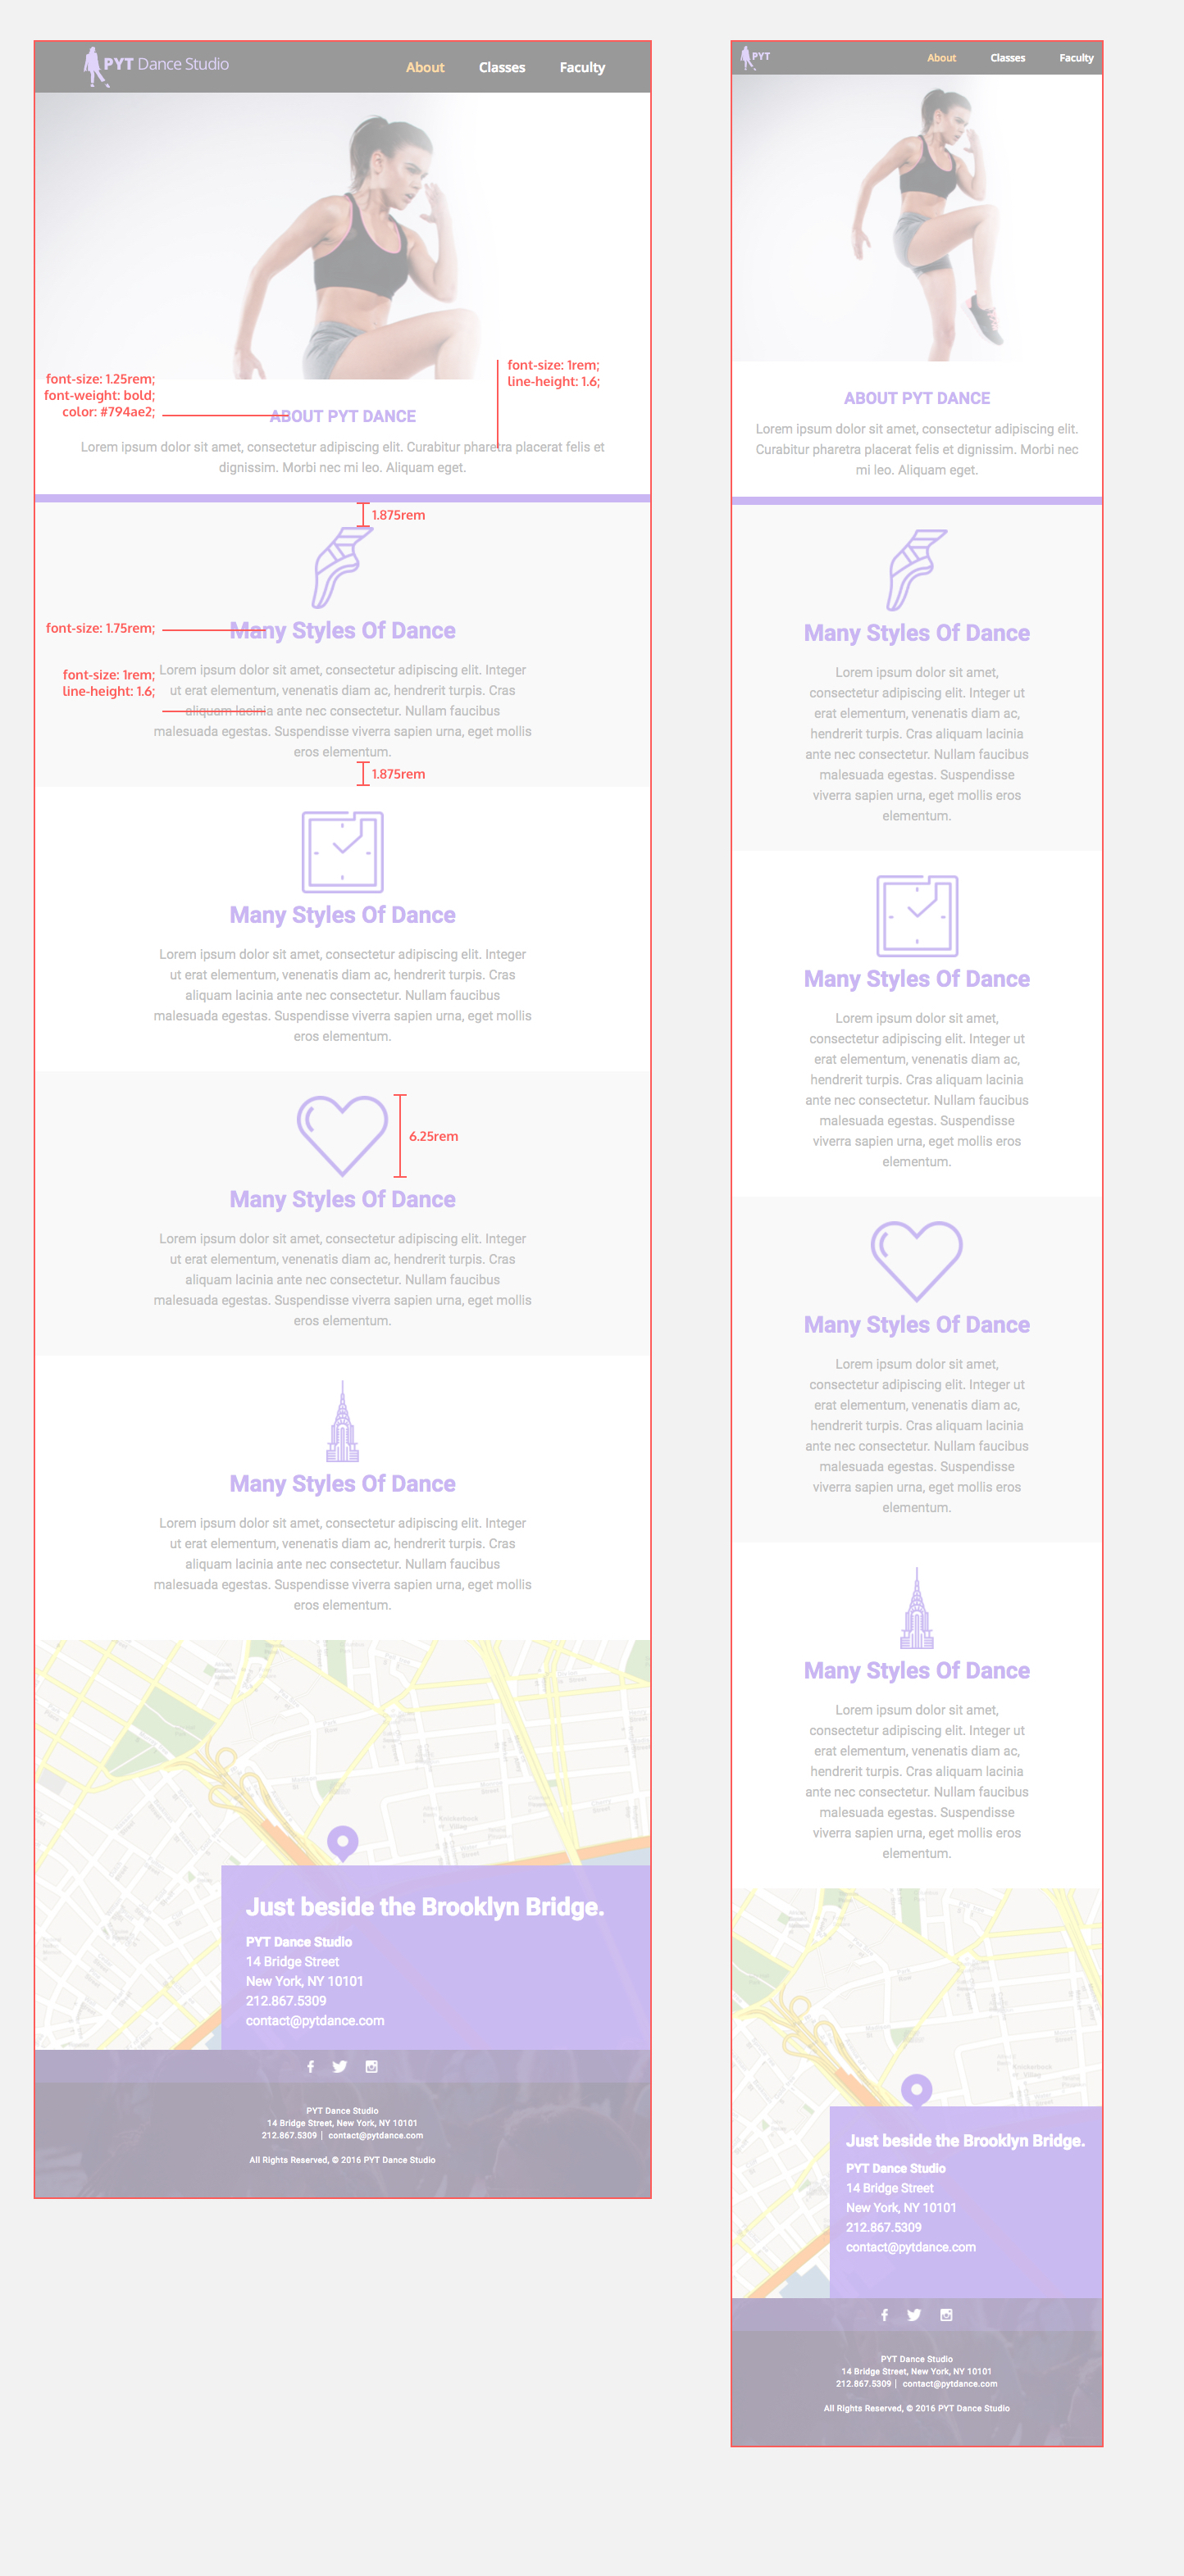 PYT Dance Studio
About Classes Faculty
font-size: 1.25rem;
font-weight: bold;
color: #794ae2;
font-size: 1rem;
line-height: 1.6;
ABOUT PYT DANCE
Lorem ipsum dolor sit amet, consectetur adipiscing elit. Curabitur pharetra placerat felis et
dignissim. Morbi nec mi leo. Aliquam eget.
1.875rem
font-size: 1.75rem;
Many Styles Of Dance
font-size: 1rem;
line-height: 1.6;
Lorem ipsum dolor sit amet, consectetur adipiscing elit. Integer
ut erat elementum, venenatis diam ac, hendrerit turpis. Cras
aliquam lacinia ante nec consectetur. Nullam faucibus
malesuada egestas. Suspendisse viverra sapien urna, eget mollis
eros elementum.
1.875rem
Many Styles Of Dance
Lorem ipsum dolor sit amet, consectetur adipiscing elit. Integer
ut erat elementum, venenatis diam ac, hendrerit turpis. Cras
aliquam lacinia ante nec consectetur. Nullam faucibus
malesuada egestas. Suspendisse viverra sapien urna, eget mollis
eros elementum.
6.25rem
Many Styles Of Dance
Lorem ipsum dolor sit amet, consectetur adipiscing elit. Integer
ut erat elementum, venenatis diam ac, hendrerit turpis. Cras
aliquam lacinia ante nec consectetur. Nullam faucibus
malesuada egestas. Suspendisse viverra sapien urna, eget mollis
eros elementum.
Many Styles Of Dance
Lorem ipsum dolor sit amet, consectetur adipiscing elit. Integer
ut erat elementum, venenatis diam ac, hendrerit turpis. Cras
aliquam lacinia ante nec consectetur. Nullam faucibus
malesuada egestas. Suspendisse viverra sapien urna, eget mollis
eros elementum.
Just beside the Brooklyn Bridge.
PYT Dance Studio
14 Bridge Street
New York, NY 10101
212.867.5309
contact@pytdance.com
PYT Dance Studio
14 Bridge Street, New York, NY 10101
212.867.5309 | contact@pytdance.com
All Rights Reserved, © 2016 PYT Dance Studio
PYT
About Classes Faculty
ABOUT PYT DANCE
Lorem ipsum dolor sit amet, consectetur adipiscing elit.
Curabitur pharetra placerat felis et dignissim. Morbi nec
mi leo. Aliquam eget.
Many Styles Of Dance
Lorem ipsum dolor sit amet,
consectetur adipiscing elit. Integer ut
erat elementum, venenatis diam ac,
hendrerit turpis. Cras aliquam lacinia
ante nec consectetur. Nullam faucibus
malesuada egestas. Suspendisse
viverra sapien urna, eget mollis eros
elementum.
Many Styles Of Dance
Lorem ipsum dolor sit amet,
consectetur adipiscing elit. Integer ut
erat elementum, venenatis diam ac,
hendrerit turpis. Cras aliquam lacinia
ante nec consectetur. Nullam faucibus
malesuada egestas. Suspendisse
viverra sapien urna, eget mollis eros
elementum.
Many Styles Of Dance
Lorem ipsum dolor sit amet,
consectetur adipiscing elit. Integer ut
erat elementum, venenatis diam ac,
hendrerit turpis. Cras aliquam lacinia
ante nec consectetur. Nullam faucibus
malesuada egestas. Suspendisse
viverra sapien urna, eget mollis eros
elementum.
Many Styles Of Dance
Lorem ipsum dolor sit amet,
consectetur adipiscing elit. Integer ut
erat elementum, venenatis diam ac,
hendrerit turpis. Cras aliquam lacinia
ante nec consectetur. Nullam faucibus
malesuada egestas. Suspendisse
viverra sapien urna, eget mollis eros
elementum.
Just beside the Brooklyn Bridge.
PYT Dance Studio
14 Bridge Street
New York, NY 10101
212.867.5309
contact@pytdance.com
PYT Dance Studio
14 Bridge Street, New York, NY 10101
212.867.5309 | contact@pytdance.com
All Rights Reserved, © 2016 PYT Dance Studio